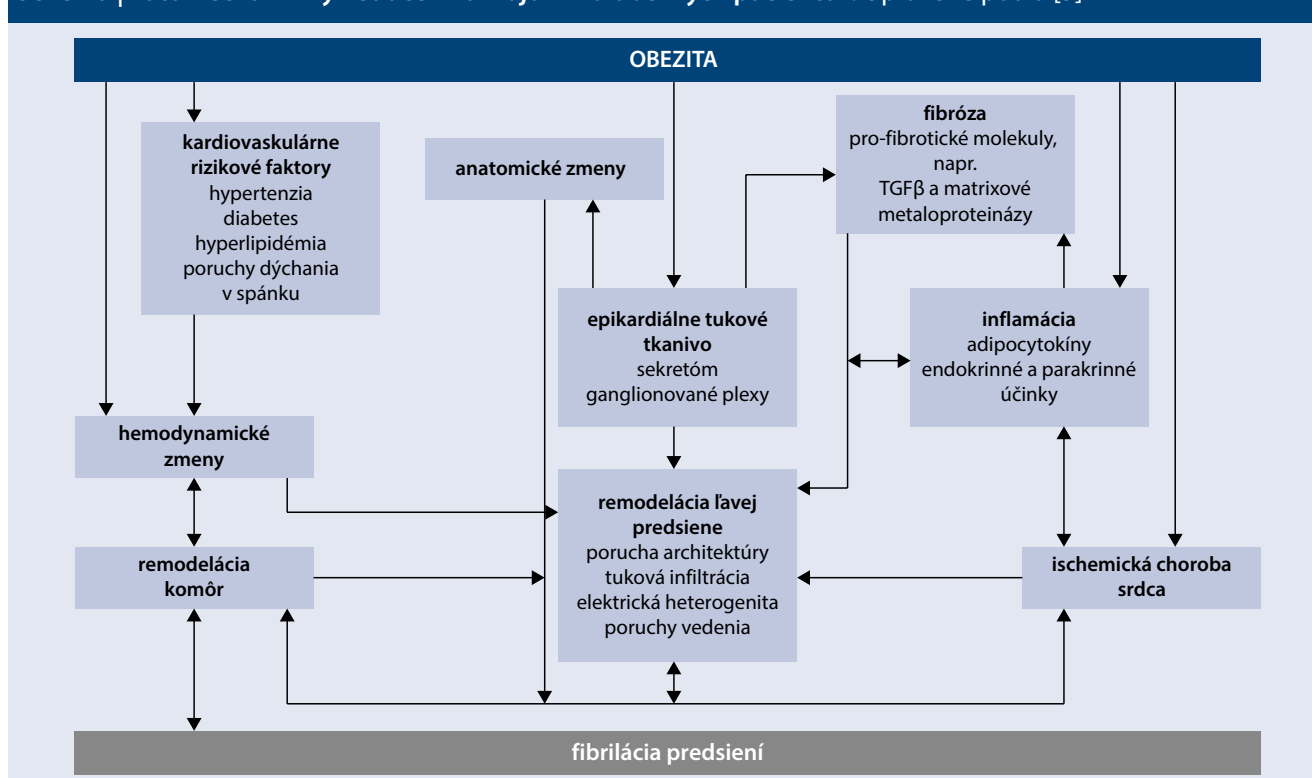 OBEZITA
kardiovaskulárne
rizikové faktory
hypertenzia
diabetes
hyperlipidémia
poruchy dýchania
v spánku
anatomické zmeny
fibróza
pro-fibrotické molekuly,
napr.
TGFβ a matrixové
metaloproteinázy
epikardiálne tukové
tkanivo
sekretóm
ganglionované plexy
inflamácia
adipocytokíny
endokrinné a parakrinné
účinky
hemodynamické
zmeny
remodelácia ľavej
predsiene
porucha architektúry
tuková infiltrácia
elektrická heterogenita
poruchy vedenia
remodelácia
komôr
ischemická choroba
srdca
fibrilácia predsiení